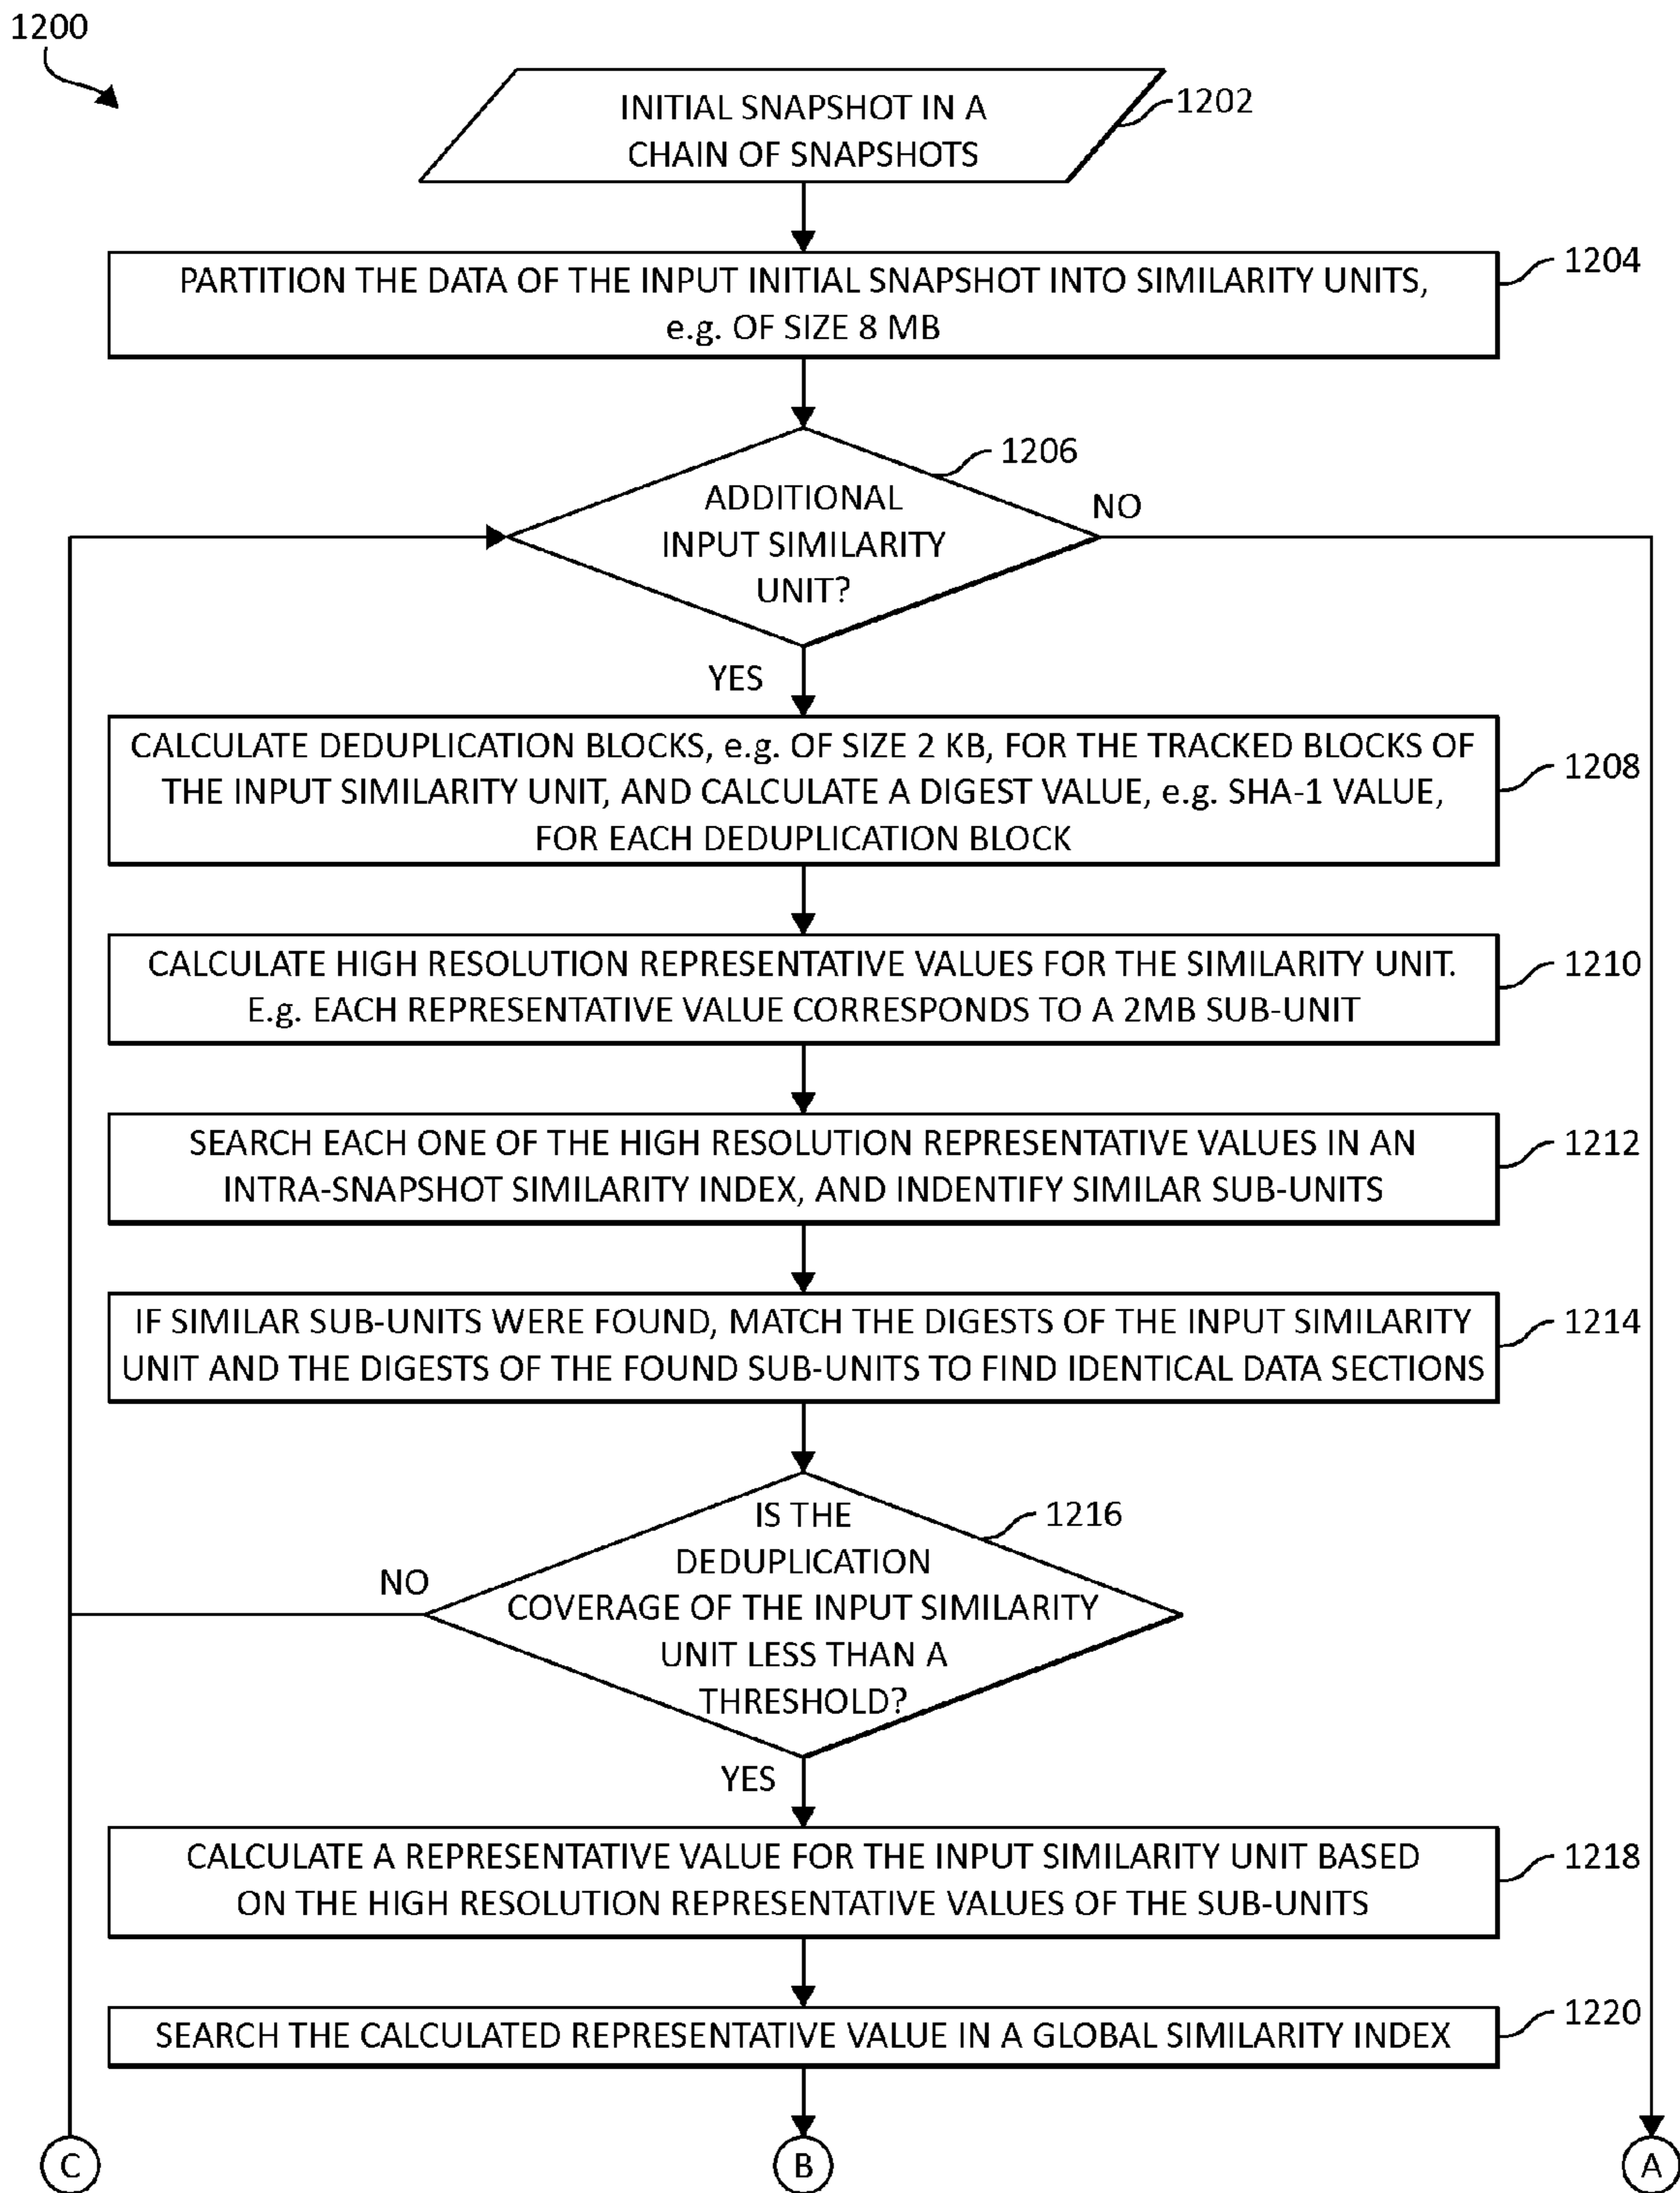 1200
INITIAL SNAPSHOT IN A
CHAIN OF SNAPSHOTS
1202
PARTITION THE DATA OF THE INPUT INITIAL SNAPSHOT INTO SIMILARITY UNITS,
e.g. OF SIZE 8 MB
1204
ADDITIONAL
INPUT SIMILARITY
UNIT?
1206
NO
YES
CALCULATE DEDUPLICATION BLOCKS, e.g. OF SIZE 2 KB, FOR THE TRACKED BLOCKS OF
THE INPUT SIMILARITY UNIT, AND CALCULATE A DIGEST VALUE, e.g. SHA-1 VALUE,
FOR EACH DEDUPLICATION BLOCK
1208
CALCULATE HIGH RESOLUTION REPRESENTATIVE VALUES FOR THE SIMILARITY UNIT.
E.g. EACH REPRESENTATIVE VALUE CORRESPONDS TO A 2MB SUB-UNIT
1210
SEARCH EACH ONE OF THE HIGH RESOLUTION REPRESENTATIVE VALUES IN AN
INTRA-SNAPSHOT SIMILARITY INDEX, AND INDENTIFY SIMILAR SUB-UNITS
1212
IF SIMILAR SUB-UNITS WERE FOUND, MATCH THE DIGESTS OF THE INPUT SIMILARITY
UNIT AND THE DIGESTS OF THE FOUND SUB-UNITS TO FIND IDENTICAL DATA SECTIONS
1214
IS THE
DEDUPLICATION
COVERAGE OF THE INPUT SIMILARITY
UNIT LESS THAN A
THRESHOLD?
1216
NO
YES
CALCULATE A REPRESENTATIVE VALUE FOR THE INPUT SIMILARITY UNIT BASED
ON THE HIGH RESOLUTION REPRESENTATIVE VALUES OF THE SUB-UNITS
1218
SEARCH THE CALCULATED REPRESENTATIVE VALUE IN A GLOBAL SIMILARITY INDEX
1220
C
B
A